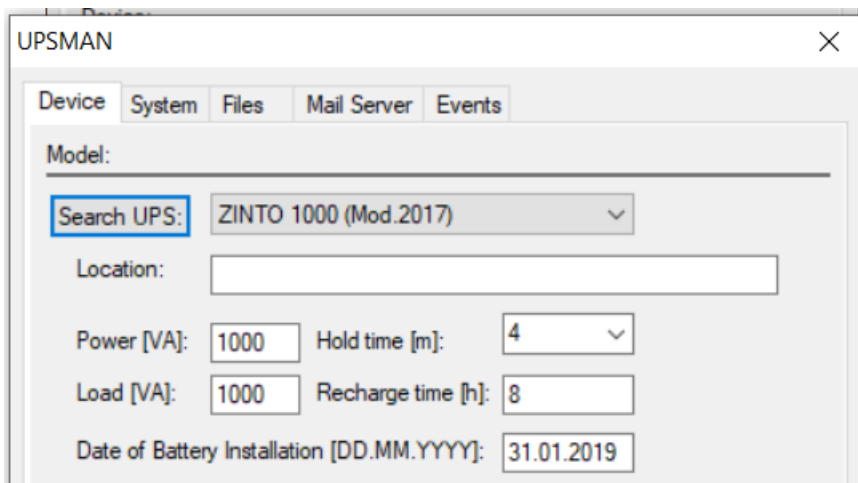 UPSMAN
Device System Files Mail Server Events
Model:
Search UPS: ZINTO 1000 (Mod.2017)
Location:
Power [VA]: 1000 Hold time [m]: 4
Load [VA]: 1000 Recharge time [h]: 8
Date of Battery Installation [DD.MM.YYYY]: 31.01.2019